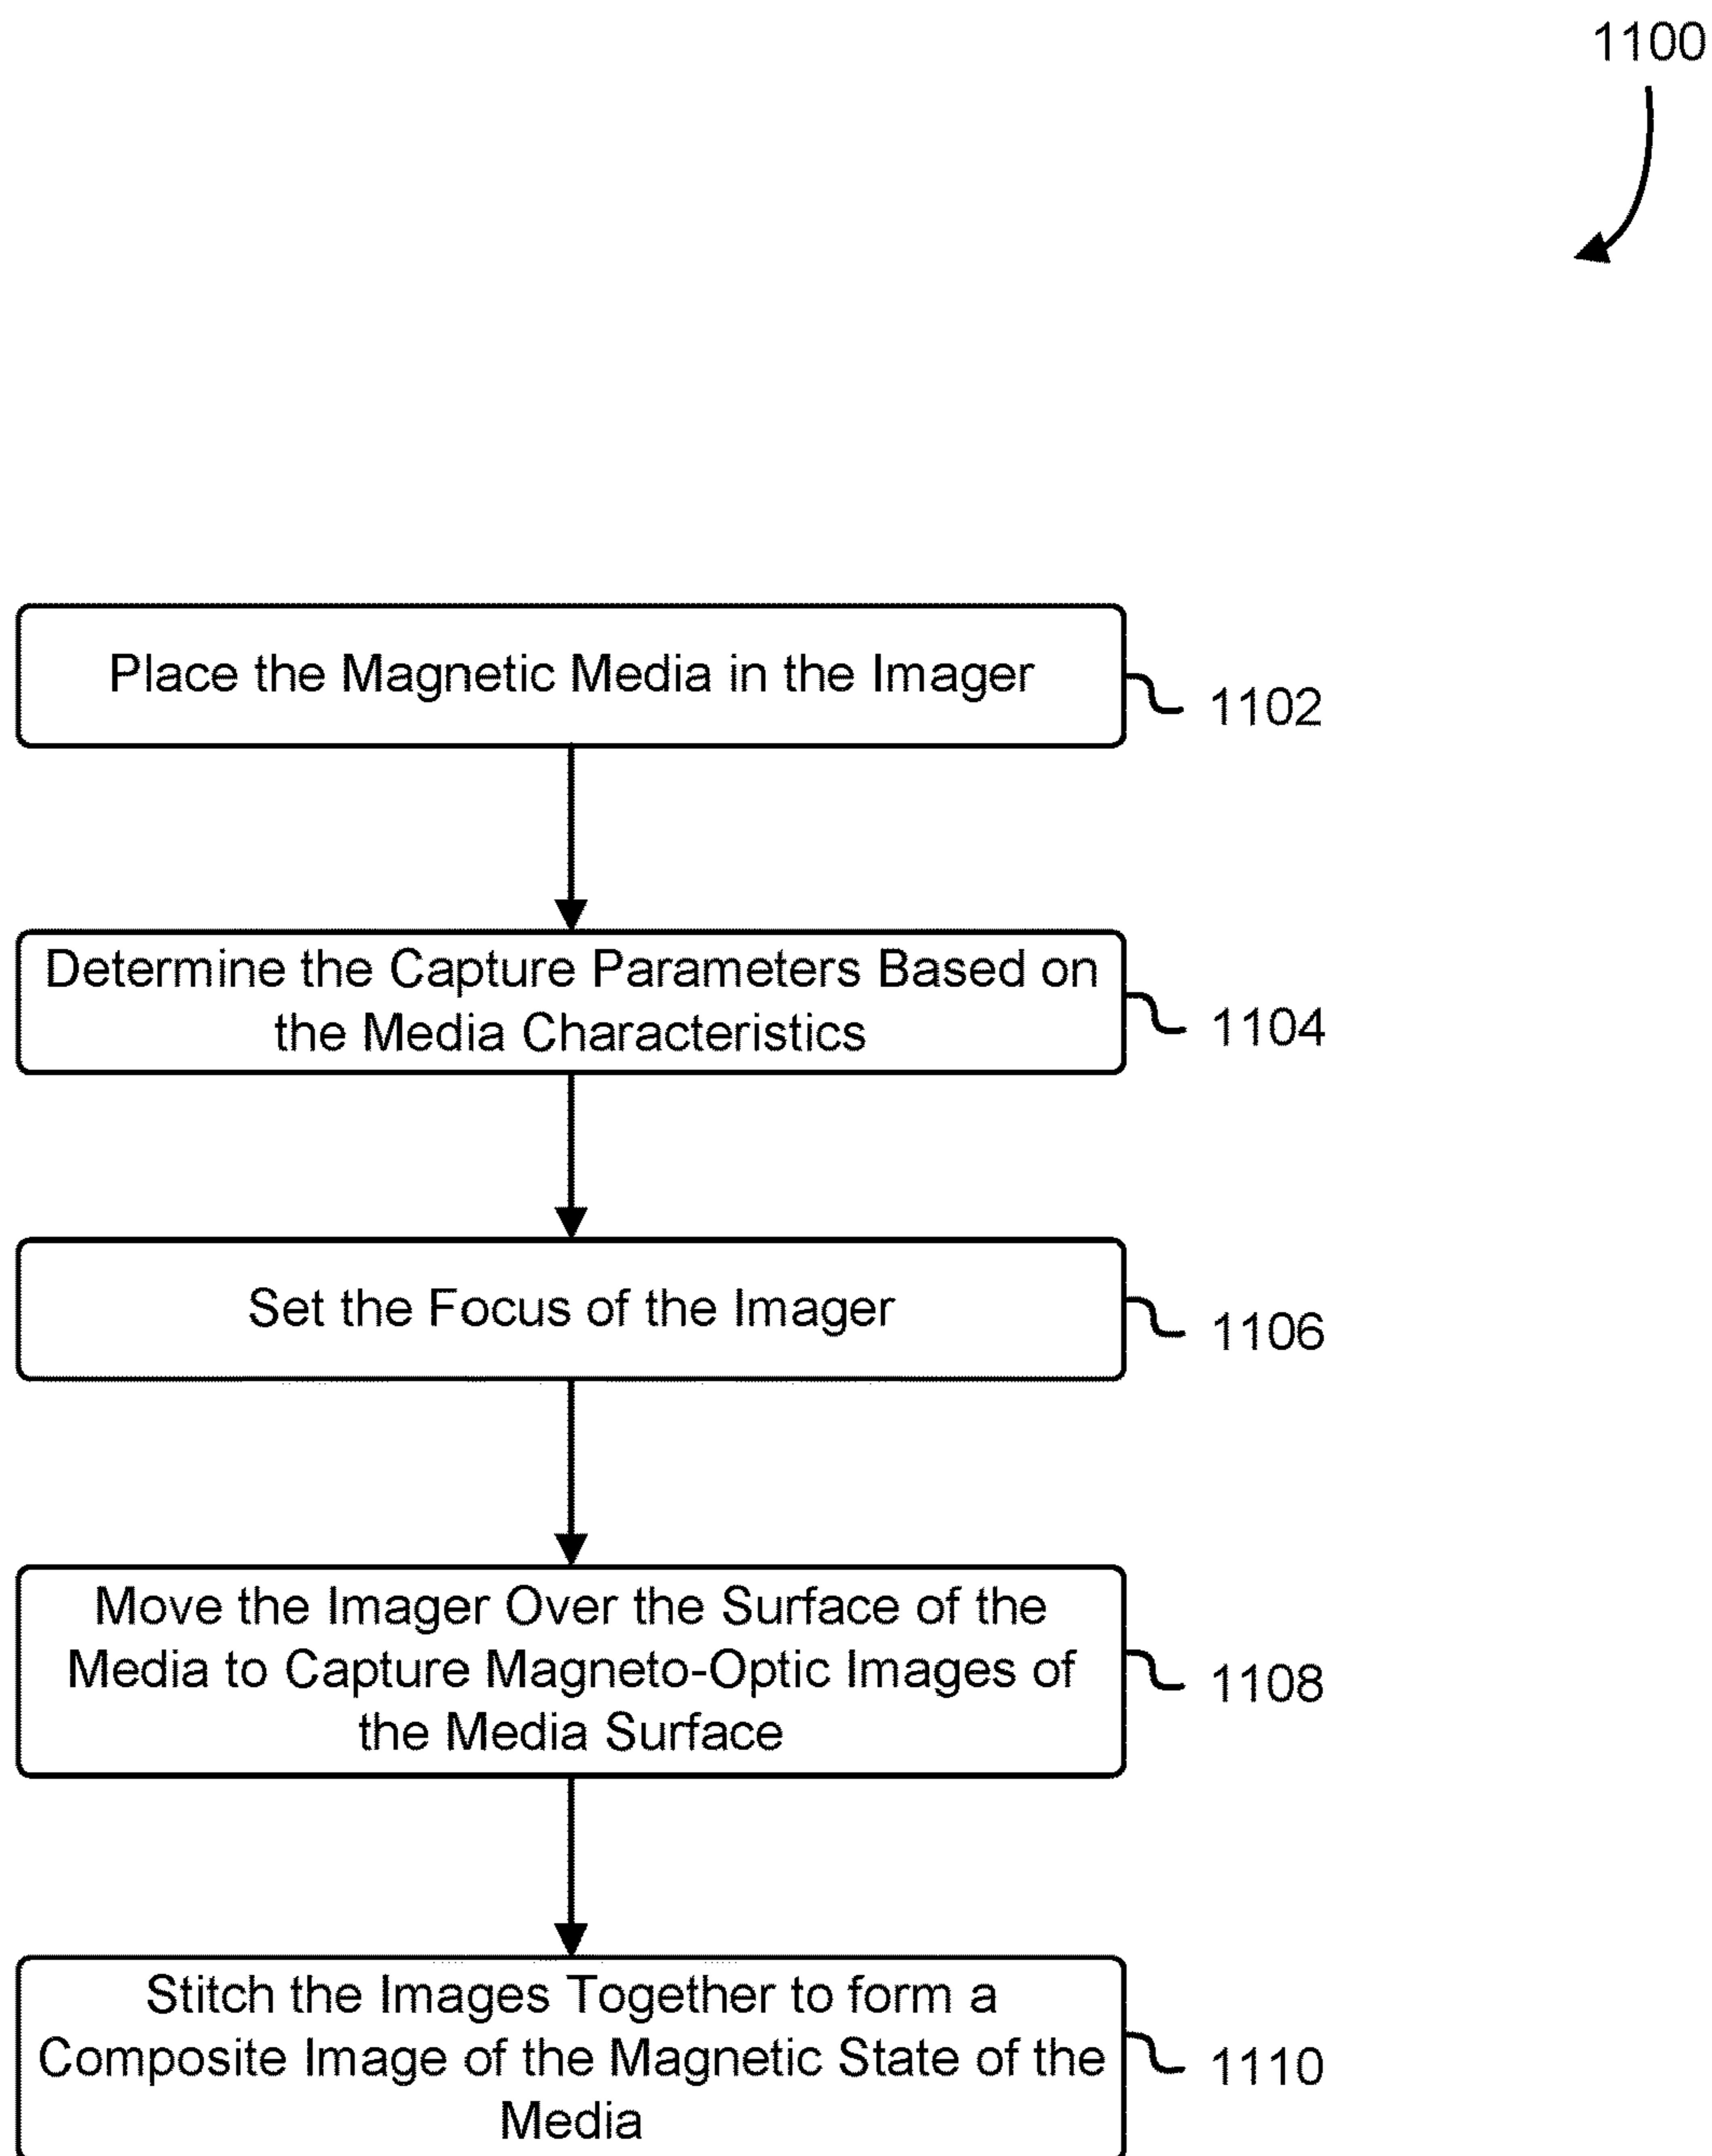 1100
Place the Magnetic Media in the Imager
1102
Determine the Capture Parameters Based on
the Media Characteristics
1104
Set the Focus of the Imager
1106
Move the Imager Over the Surface of the
Media to Capture Magneto-Optic Images of
the Media Surface
1108
Stitch the Images Together to form a
Composite Image of the Magnetic State of the
Media
1110